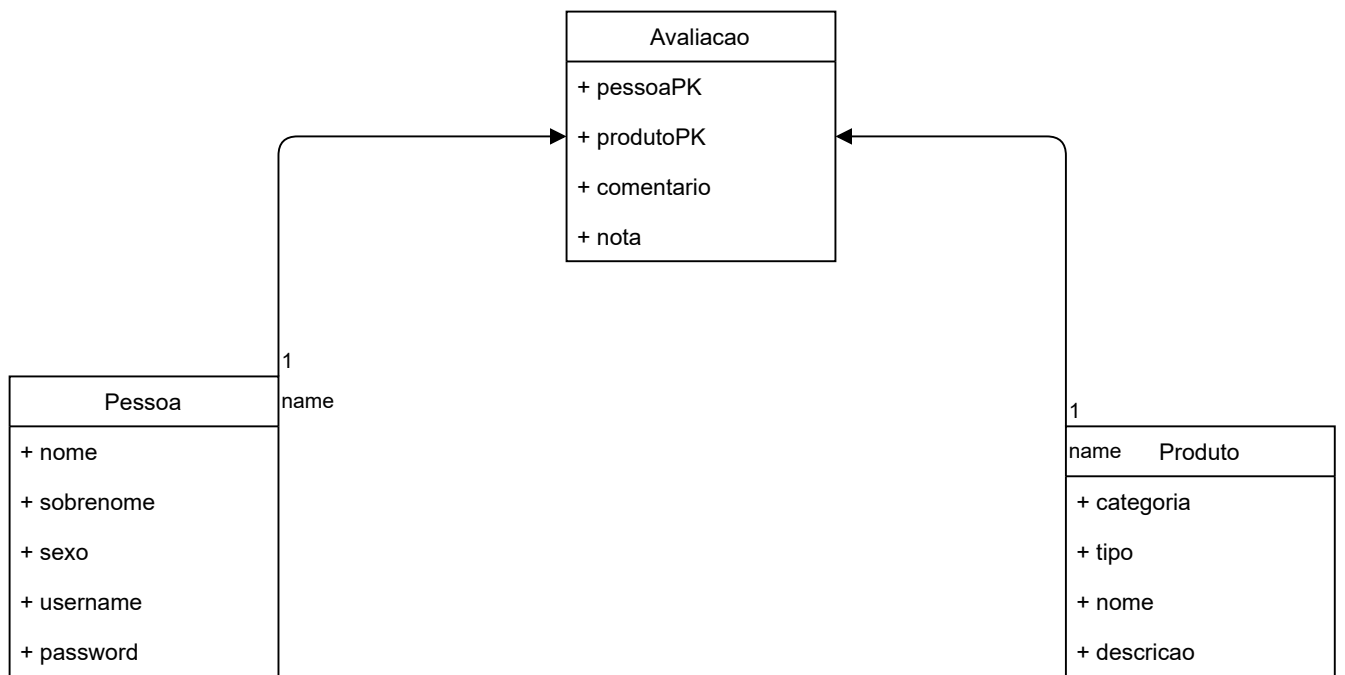 Avaliacao
+ pessoaPK
+ produtoPK
+ comentario
+ nota
1
name
Pessoa
+ nome
+ sobrenome
+ sexo
+ username
+ password
1
name
Produto
+ categoria
+ tipo
+ nome
+ descricao